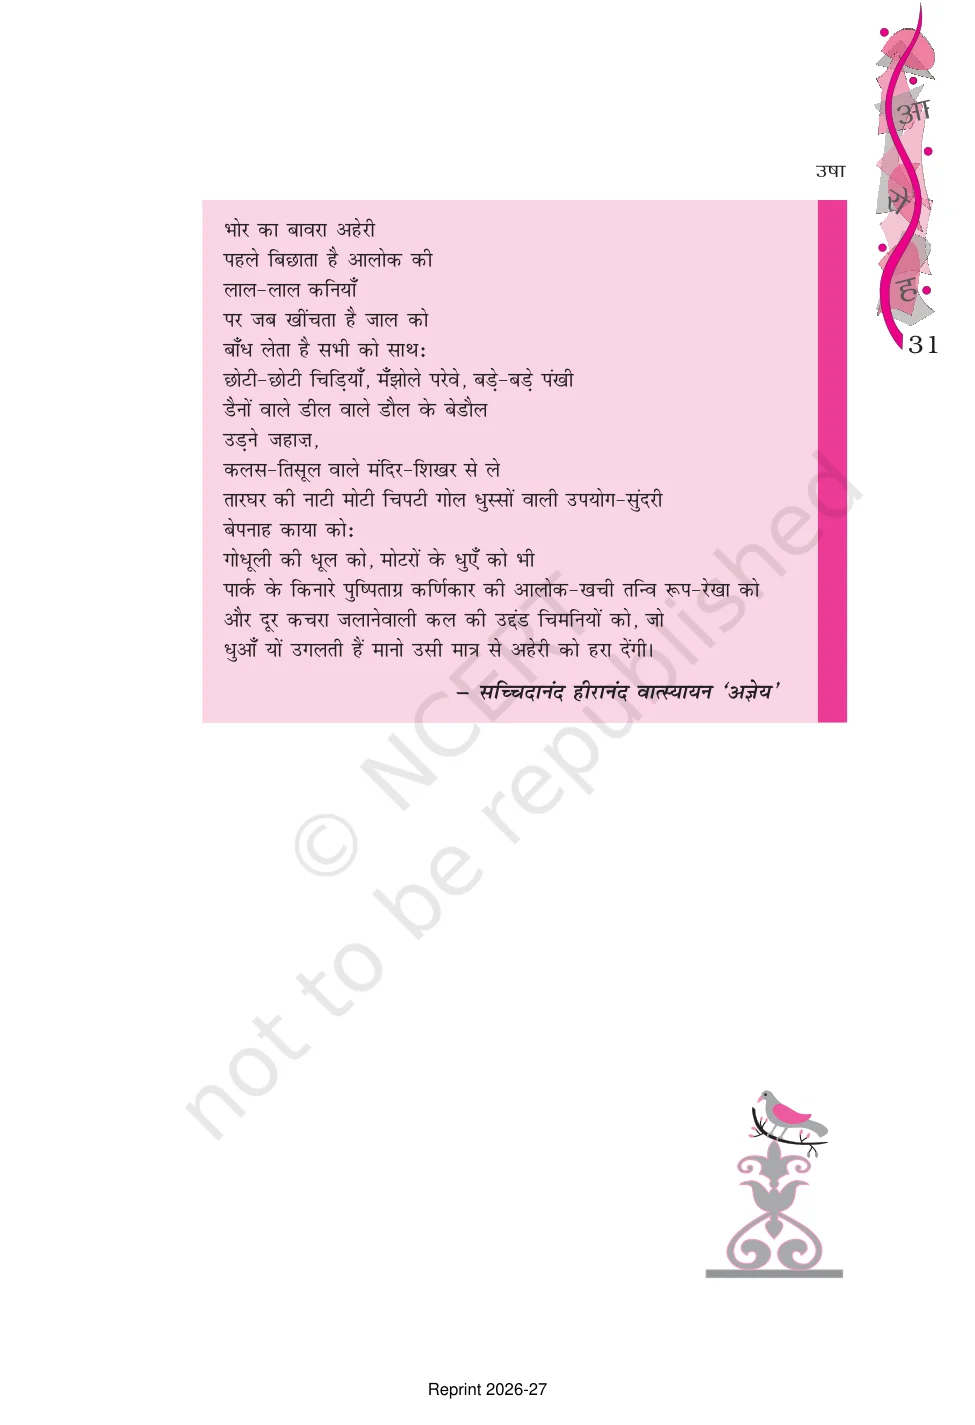 उषा
आ
रो
ह
31
भोर का बावरा अहेरी
पहले बिछाता है आलोक की
लाल-लाल कनियाँ
पर जब खींचता है जाल को
बाँध लेता है सभी को साथः
छोटी-छोटी चिड़ियाँ, मँझोले परेवे, बड़े-बड़े पंखी
डैनों वाले डील वाले डौल के बेडौल
उड़ने जहाज़,
कलस-तिसूल वाले मंदिर-शिखर से ले
तारघर की नाटी मोटी चिपटी गोल धुस्सों वाली उपयोग-सुंदरी
बेपनाह काया कोः
गोधूली की धूल को, मोटरों के धुएँ को भी
पार्क के किनारे पुष्पिताग्र कर्णिकार की आलोक-खची तन्वि रूप-रेखा को
और दूर कचरा जलानेवाली कल की उद्दंड चिमनियों को, जो
धुआँ यों उगलती हैं मानो उसी मात्र से अहेरी को हरा देंगी।
– सच्चिदानंद हीरानंद वात्स्यायन ‘अज्ञेय’
© NCERT
not to be republished
Reprint 2026-27